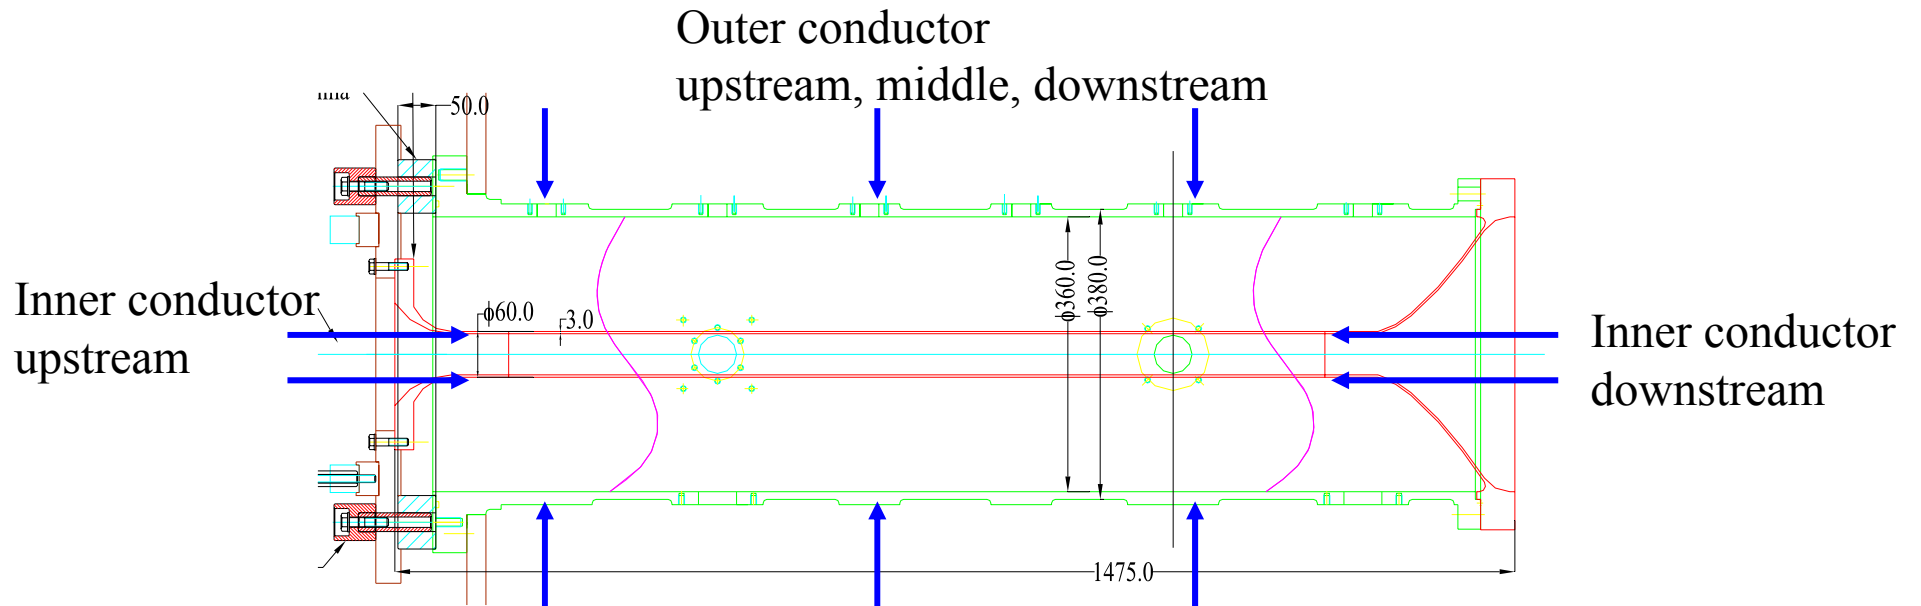 Outer conductor
upstream, middle, downstream
50.0
Inner conductor
upstream
ϕ60.0
3.0
ϕ360.0
ϕ380.0
Inner conductor
downstream
1475.0